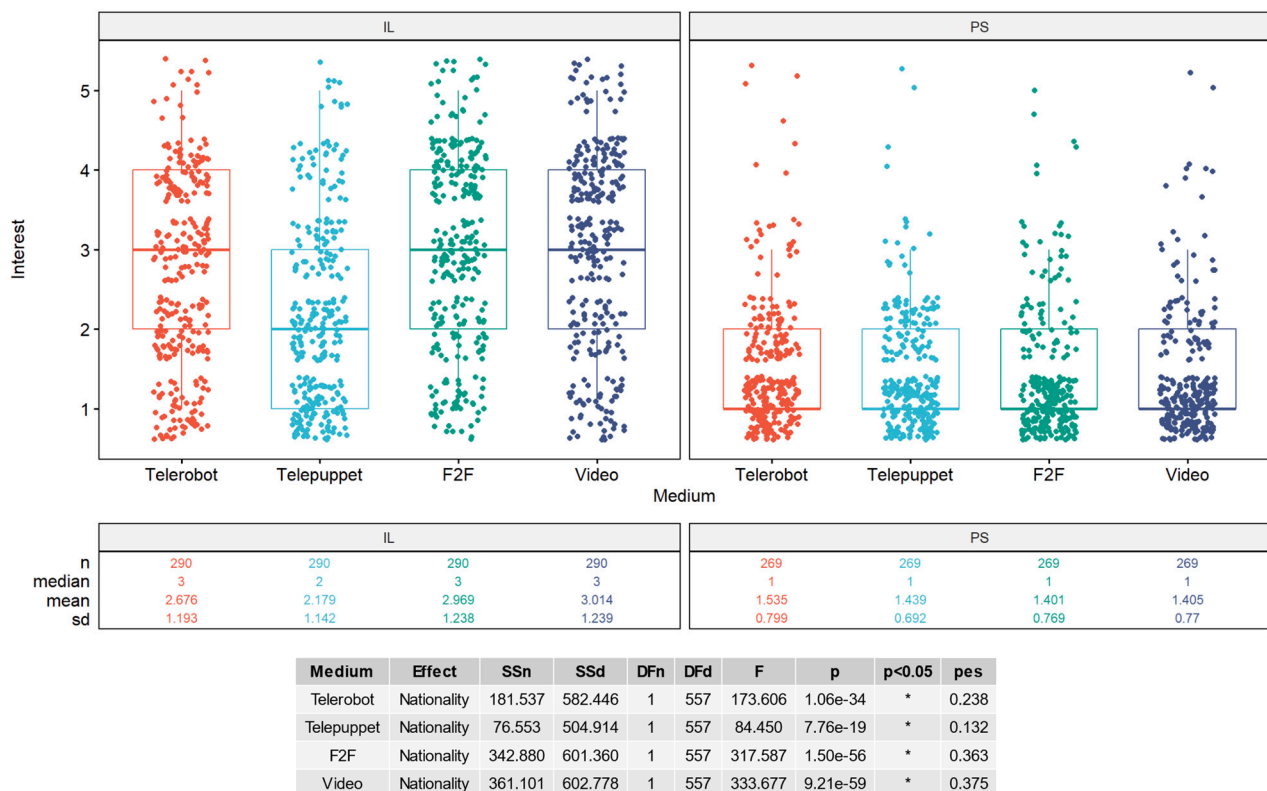 IL PS
Interest
5
4
3
2
1
Telerobot Telepuppet F2F Video Telerobot Telepuppet F2F Video
Medium
IL PS
n 290 290 290 290 269 269 269 269
median 3 2 3 3 1 1 1 1
mean 2.676 2.179 2.969 3.014 1.535 1.439 1.401 1.405
sd 1.193 1.142 1.238 1.239 0.799 0.692 0.769 0.77
Medium Effect SSn SSd DFn DFd F p p<0.05 pes
Telerobot Nationality 181.537 582.446 1 557 173.606 1.06e-34 * 0.238
Telepuppet Nationality 76.553 504.914 1 557 84.450 7.76e-19 * 0.132
F2F Nationality 342.880 601.360 1 557 317.587 1.50e-56 * 0.363
Video Nationality 361.101 602.778 1 557 333.677 9.21e-59 * 0.375